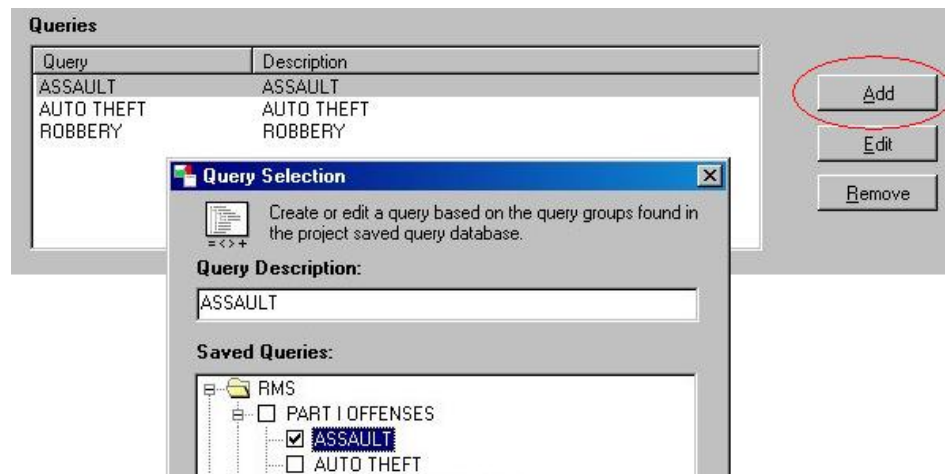 Queries
Query Description
ASSAULT ASSAULT
AUTO THEFT AUTO THEFT
ROBBERY ROBBERY
Add
Edit
Remove
Query Selection
Create or edit a query based on the query groups found in
the project saved query database.
=<>+
Query Description:
ASSAULT
Saved Queries:
RMS
PART I OFFENSES
ASSAULT
AUTO THEFT